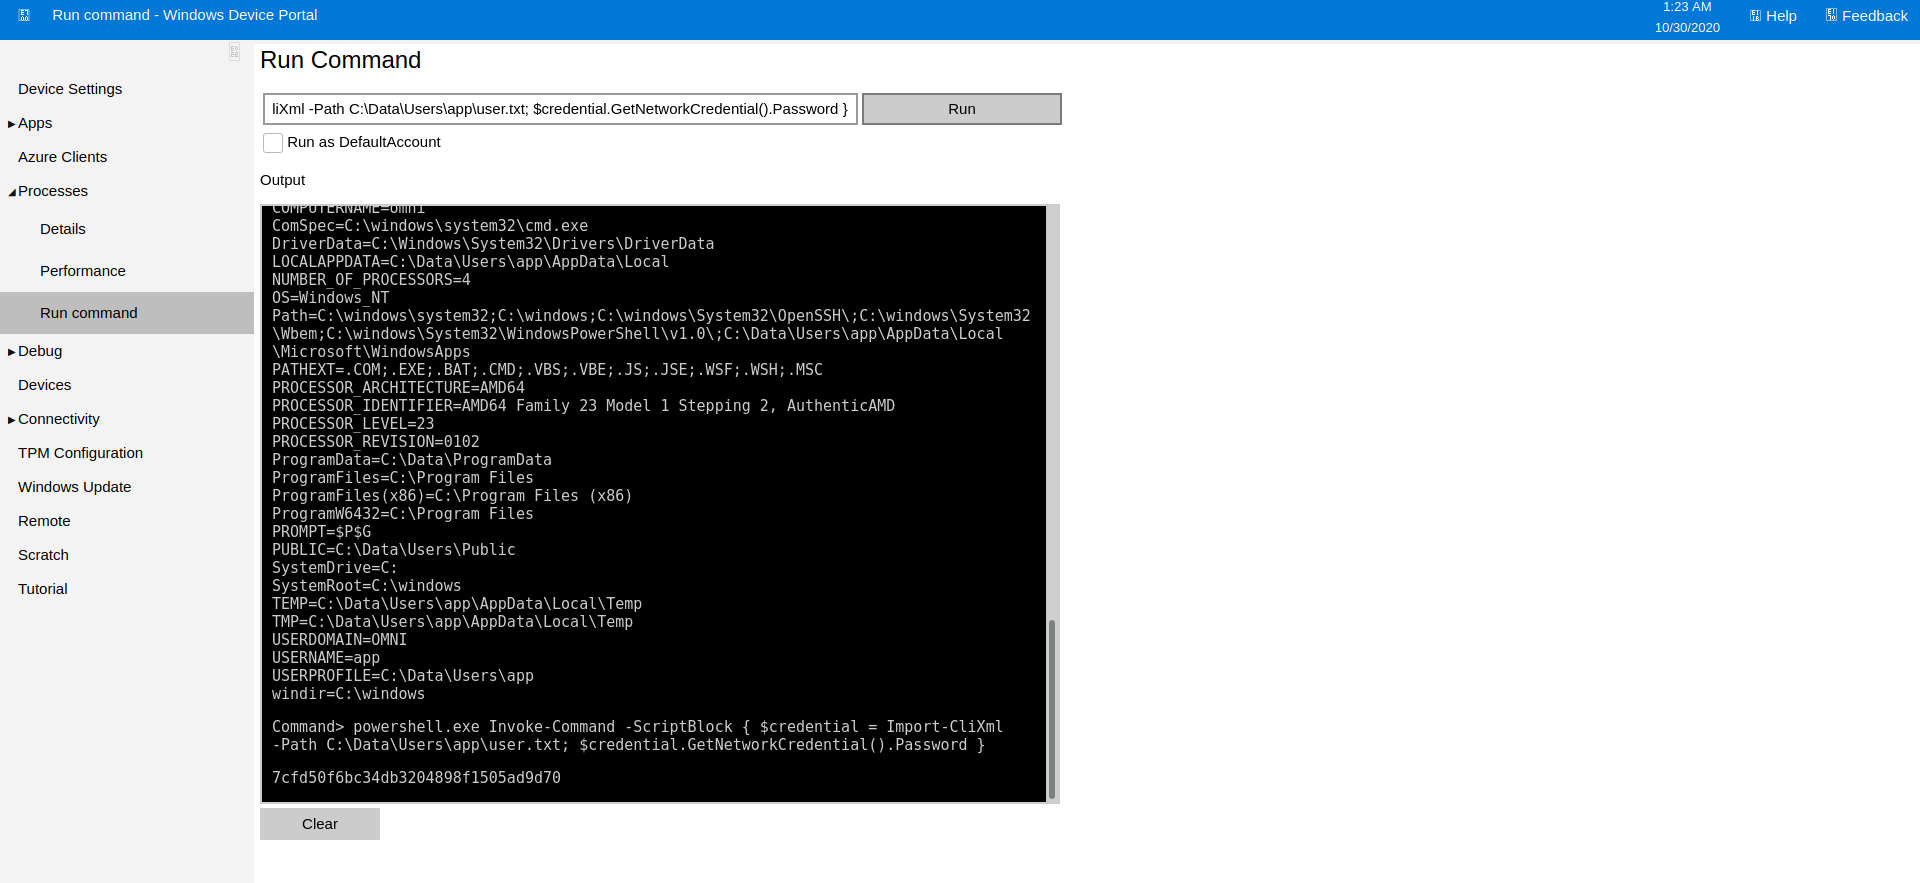 Run command - Windows Device Portal
1:23 AM
10/30/2020
Help
Feedback
Device Settings
Apps
Azure Clients
Processes
Details
Performance
Run command
Debug
Devices
Connectivity
TPM Configuration
Windows Update
Remote
Scratch
Tutorial
Run Command
liXml -Path C:\Data\Users\app\user.txt; $credential.GetNetworkCredential().Password }
Run
Run as DefaultAccount
Output
COMPUTERNAME=omni
ComSpec=C:\windows\system32\cmd.exe
DriverData=C:\Windows\System32\Drivers\DriverData
LOCALAPPDATA=C:\Data\Users\app\AppData\Local
NUMBER_OF_PROCESSORS=4
OS=Windows_NT
Path=C:\windows\system32;C:\windows;C:\windows\System32\OpenSSH\;C:\windows\System32
\Wbem;C:\windows\System32\WindowsPowerShell\v1.0\;C:\Data\Users\app\AppData\Local
\Microsoft\WindowsApps
PATHEXT=.COM;.EXE;.BAT;.CMD;.VBS;.VBE;.JS;.JSE;.WSF;.WSH;.MSC
PROCESSOR_ARCHITECTURE=AMD64
PROCESSOR_IDENTIFIER=AMD64 Family 23 Model 1 Stepping 2, AuthenticAMD
PROCESSOR_LEVEL=23
PROCESSOR_REVISION=0102
ProgramData=C:\Data\ProgramData
ProgramFiles=C:\Program Files
ProgramFiles(x86)=C:\Program Files (x86)
ProgramW6432=C:\Program Files
PROMPT=$P$G
PUBLIC=C:\Data\Users\Public
SystemDrive=C:
SystemRoot=C:\windows
TEMP=C:\Data\Users\app\AppData\Local\Temp
TMP=C:\Data\Users\app\AppData\Local\Temp
USERDOMAIN=OMNI
USERNAME=app
USERPROFILE=C:\Data\Users\app
windir=C:\windows
Command> powershell.exe Invoke-Command -ScriptBlock { $credential = Import-CliXml
-Path C:\Data\Users\app\user.txt; $credential.GetNetworkCredential().Password }
7cfd50f6bc34db3204898f1505ad9d70
Clear